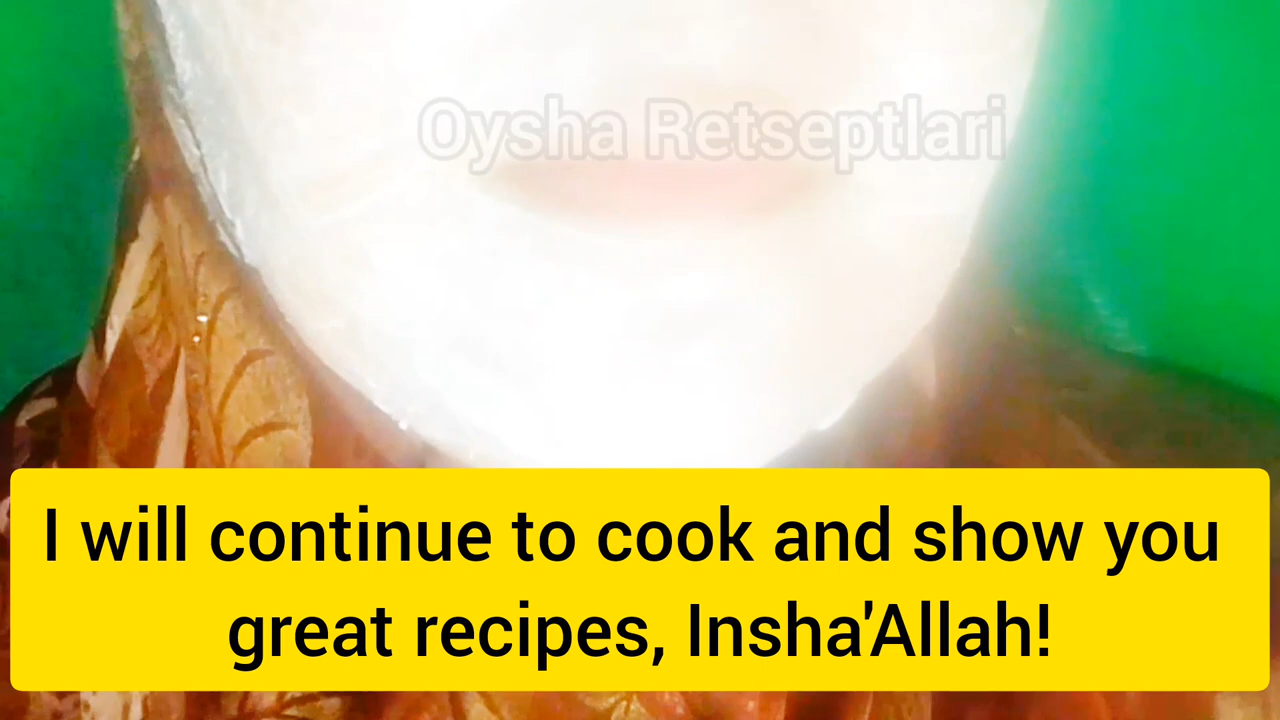 Oysha Retseptlari
I will continue to cook and show you
great recipes, Insha'Allah!